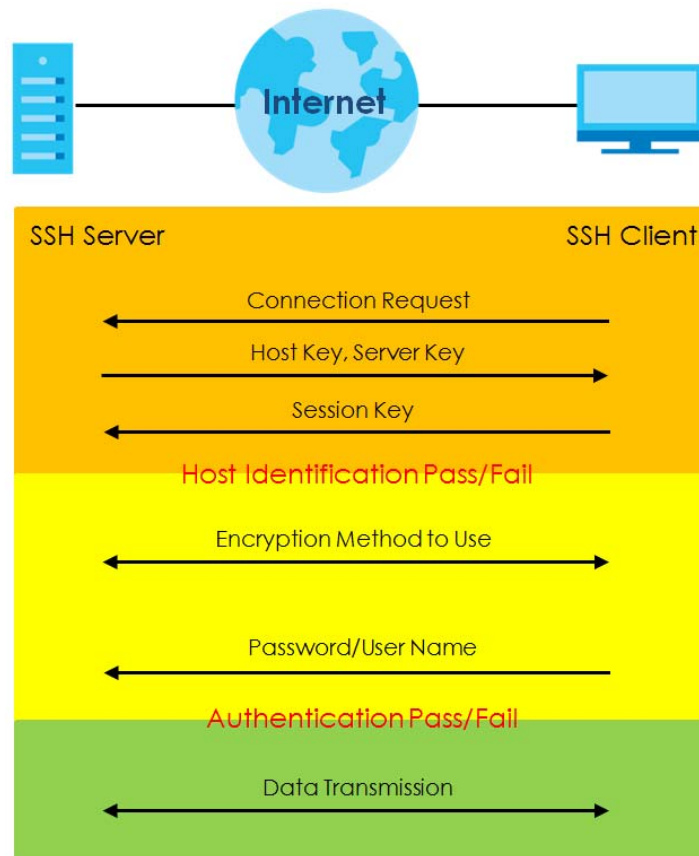 Internet
SSH Server
SSH Client
Connection Request
Host Key, Server Key
Session Key
Host Identification Pass/Fail
Encryption Method to Use
Password/User Name
Authentication Pass/Fail
Data Transmission